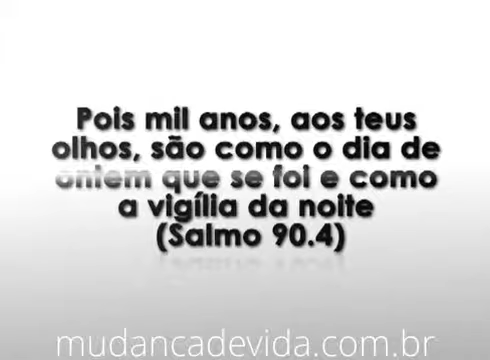 Pois mil anos, aos teus
olhos, são como o dia de
ontem que se foi e como
a vigília da noite
(Salmo 90.4)
mudancadevida.com.br